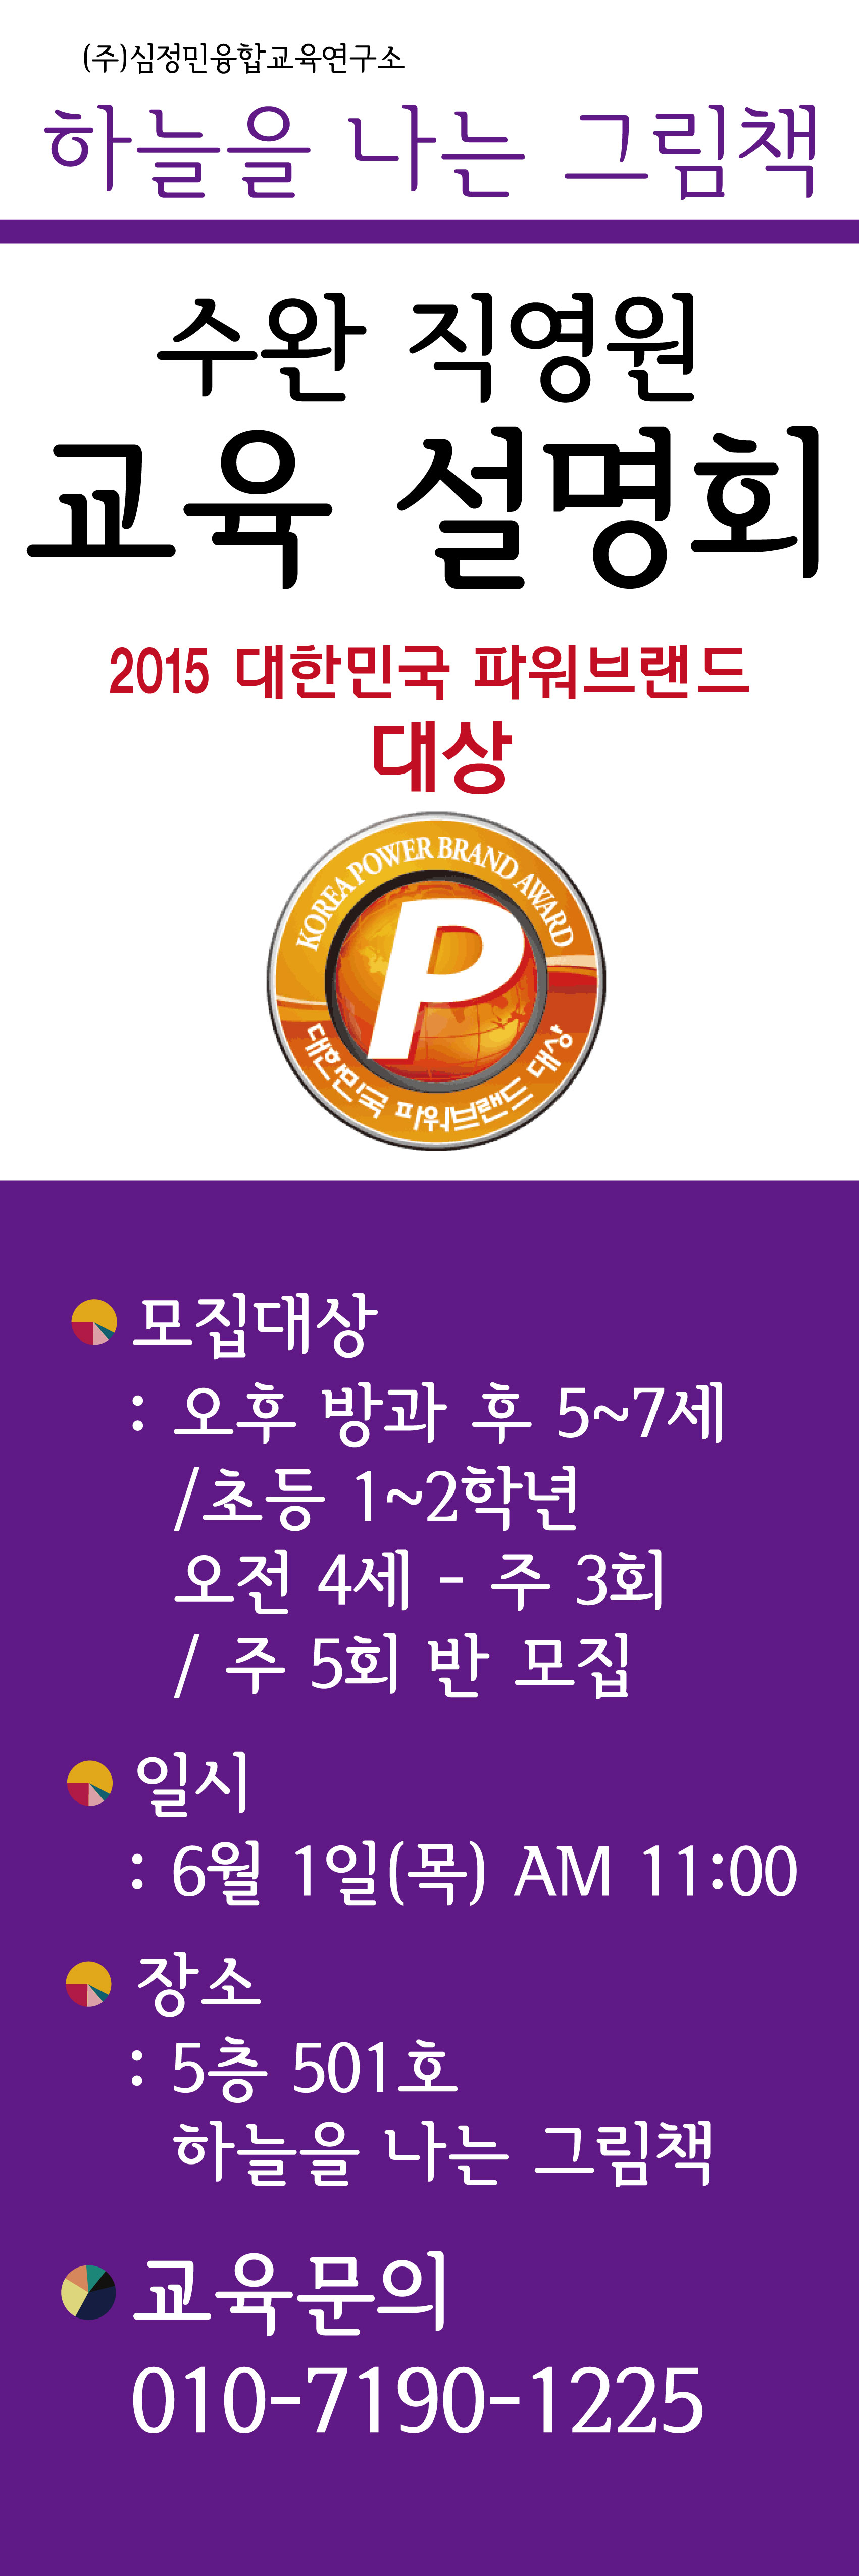 (주)심정민융합교육연구소
하늘을 나는 그림책
수완 직영원
교육 설명회
2015 대한민국 파워브랜드
대상
KOREA POWER BRAND AWARD
P
대한민국 파워브랜드 대상
모집대상
: 오후 방과 후 5~7세
/초등 1~2학년
오전 4세 - 주 3회
/ 주 5회 반 모집
일시
: 6월 1일(목) AM 11:00
장소
: 5층 501호
하늘을 나는 그림책
교육문의
010-7190-1225